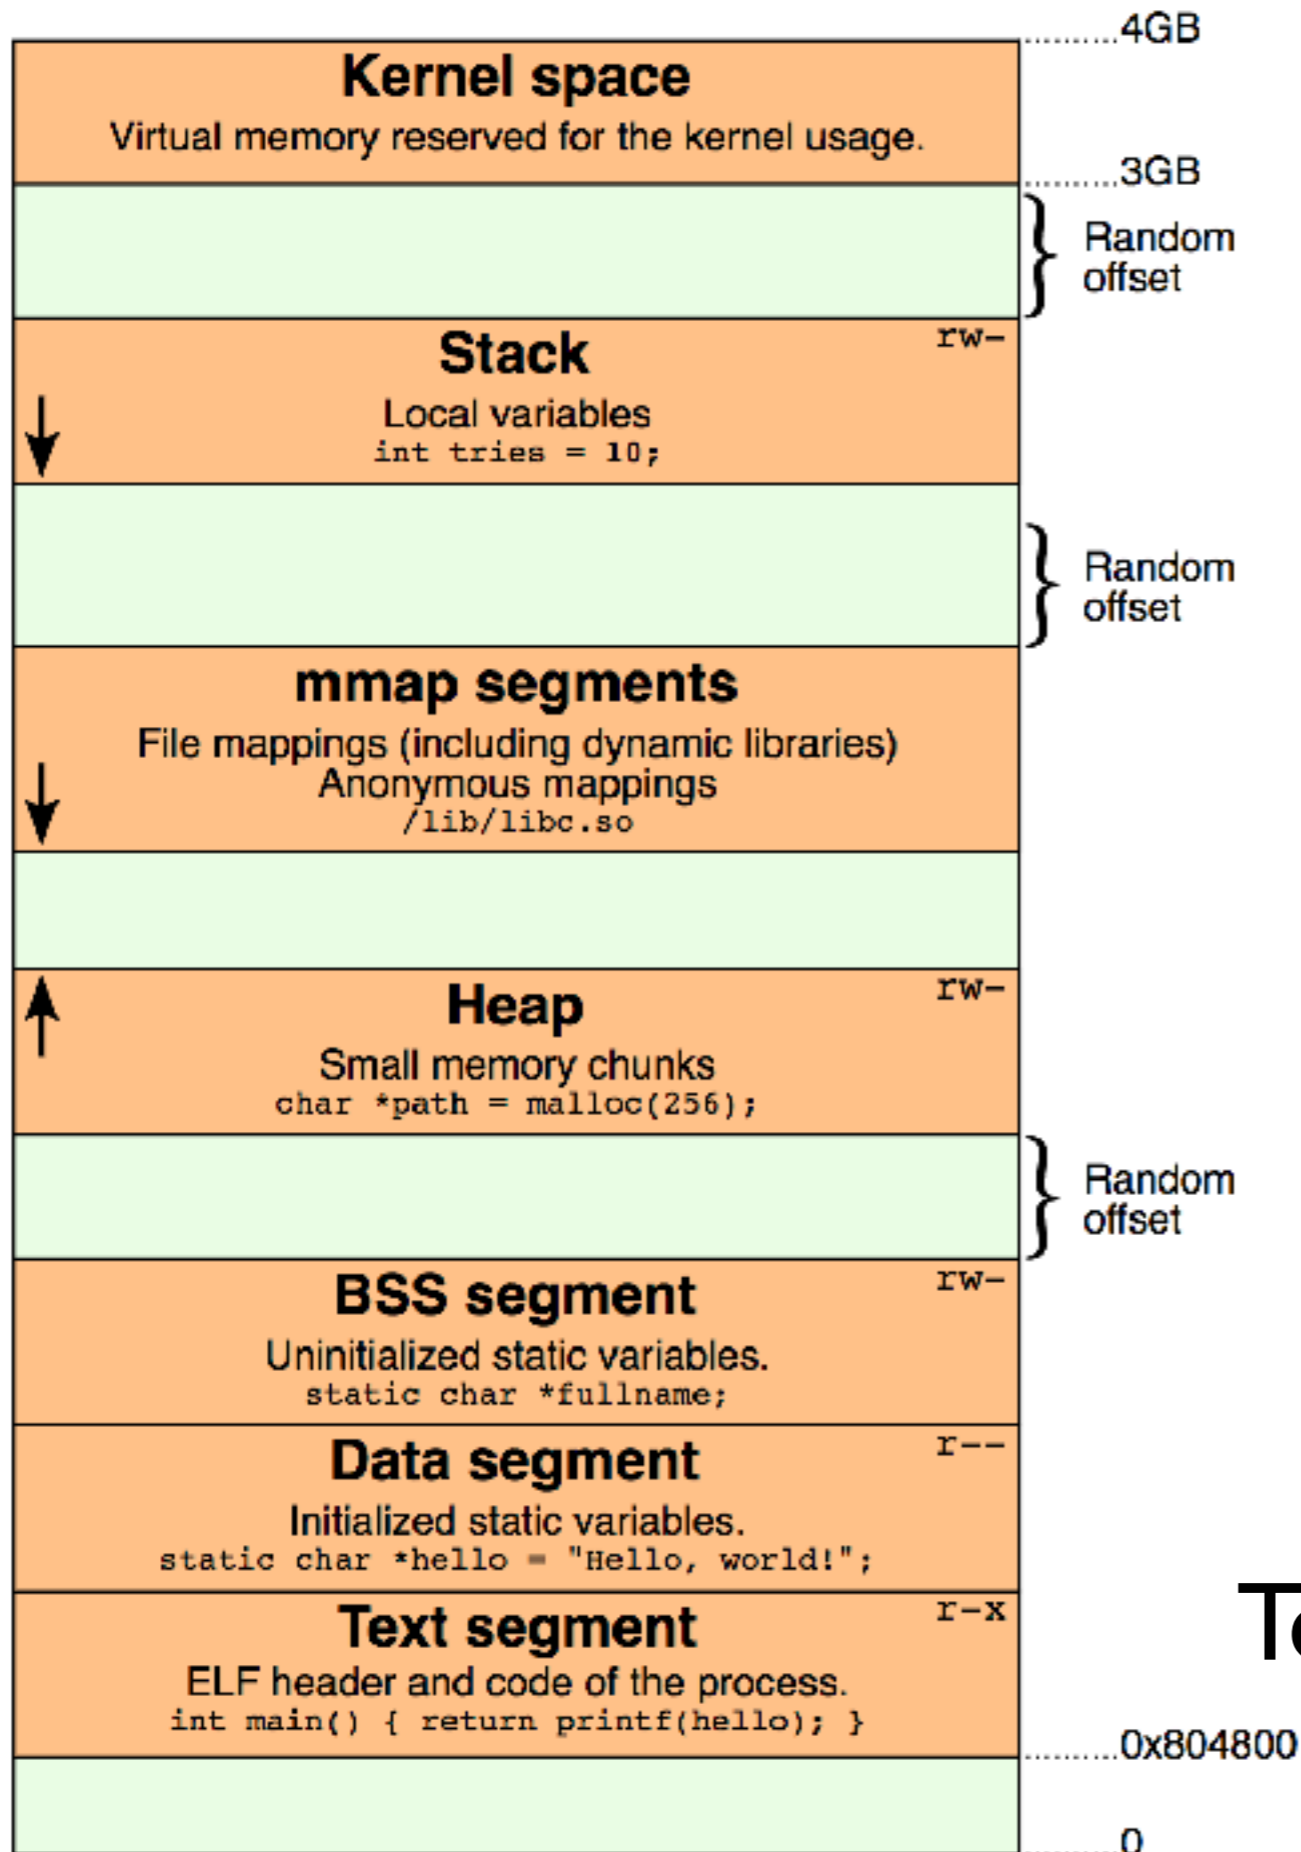 4GB
Kernel space
Virtual memory reserved for the kernel usage.
3GB
Random
offset
rw-
Stack
Local variables
int tries = 10;
Random
offset
mmap segments
File mappings (including dynamic libraries)
Anonymous mappings
/lib/libc.so
rw-
Heap
Small memory chunks
char *path = malloc(256);
Random
offset
rw-
BSS segment
Uninitialized static variables.
static char *fullname;
r--
Data segment
Initialized static variables.
static char *hello = "Hello, world!";
r-x
Text segment
ELF header and code of the process.
int main() { return printf(hello); }
0x804800
0